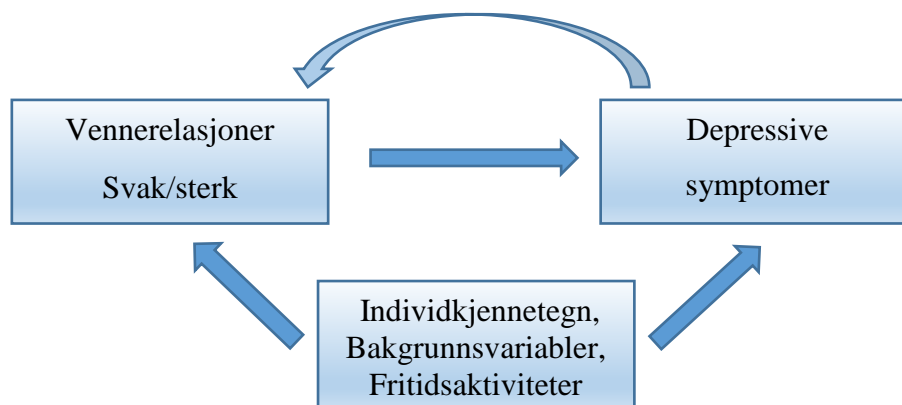 Vennerelasjoner
Svak/sterk
Depressive
symptomer
Individkjennetegn,
Bakgrunnsvariabler,
Fritidsaktiviteter